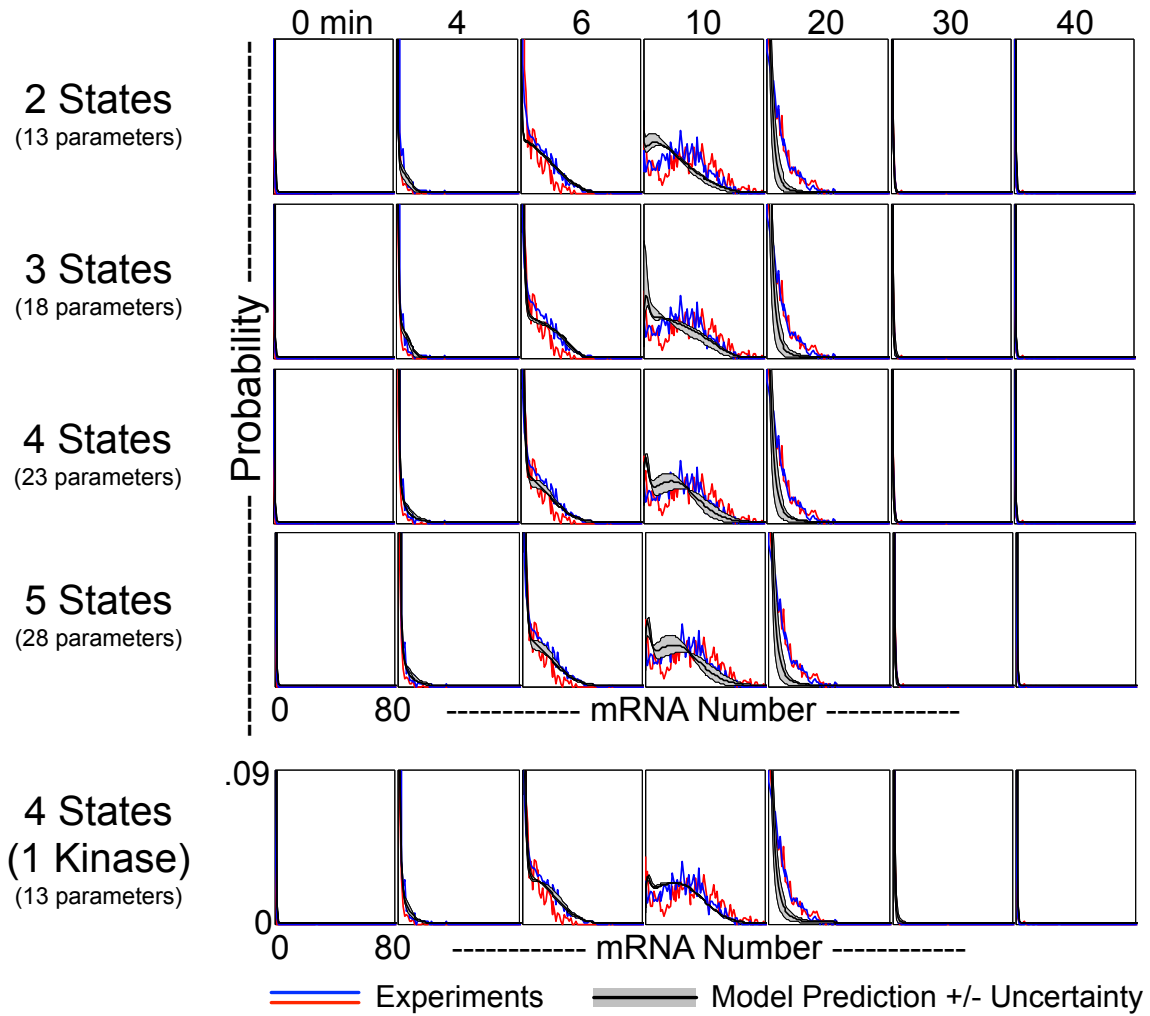 0 min 4 6 10 20 30 40
2 States
(13 parameters)
3 States
(18 parameters)
4 States
(23 parameters)
5 States
(28 parameters)
Probability
0 80 mRNA Number
.09
4 States
(1 Kinase)
(13 parameters)
0
0 80 mRNA Number
Experiments Model Prediction +/- Uncertainty